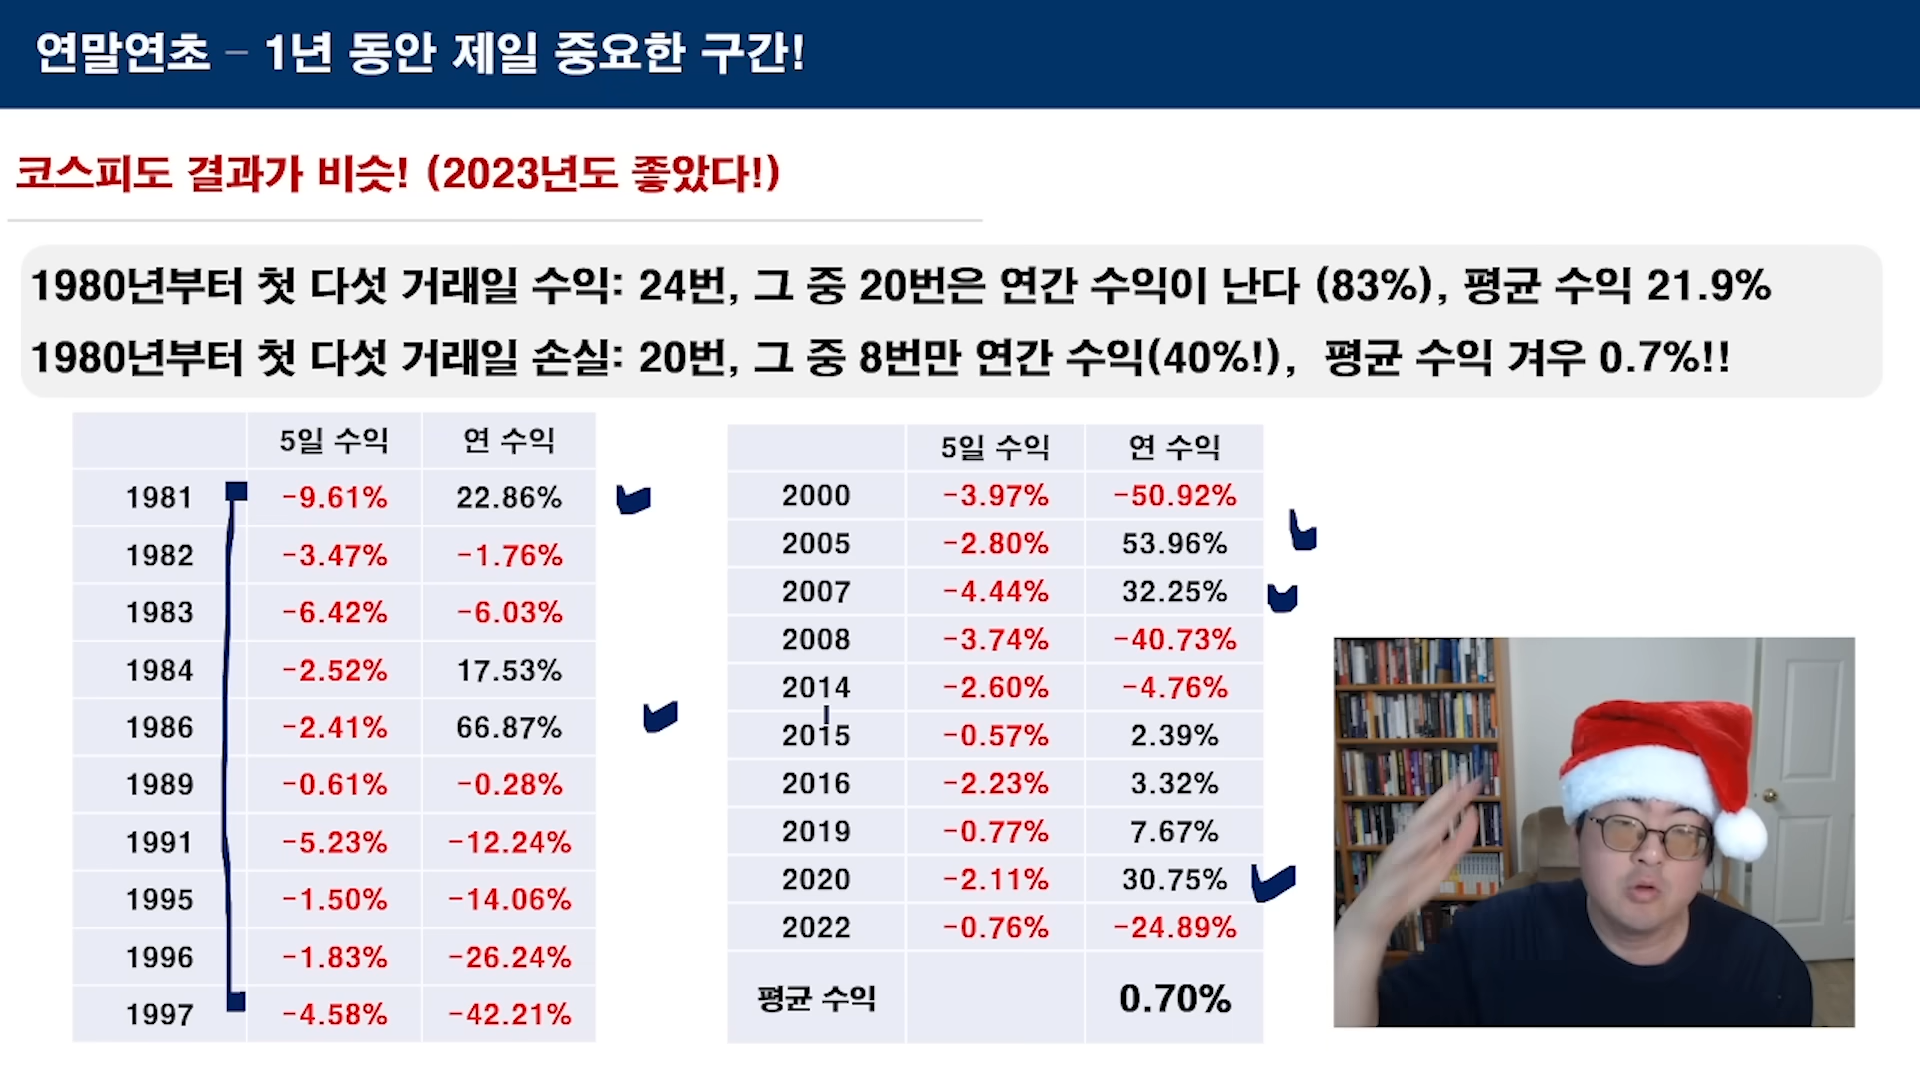 연말연초 – 1년 동안 제일 중요한 구간!
코스피도 결과가 비슷! (2023년도 좋았다!)
1980년부터 첫 다섯 거래일 수익: 24번, 그 중 20번은 연간 수익이 난다 (83%), 평균 수익 21.9%
1980년부터 첫 다섯 거래일 손실: 20번, 그 중 8번만 연간 수익(40%!), 평균 수익 겨우 0.7%!!
5일 수익 연 수익
1981 -9.61% 22.86%
1982 -3.47% -1.76%
1983 -6.42% -6.03%
1984 -2.52% 17.53%
1986 -2.41% 66.87%
1989 -0.61% -0.28%
1991 -5.23% -12.24%
1995 -1.50% -14.06%
1996 -1.83% -26.24%
1997 -4.58% -42.21%
5일 수익 연 수익
2000 -3.97% -50.92%
2005 -2.80% 53.96%
2007 -4.44% 32.25%
2008 -3.74% -40.73%
2014 -2.60% -4.76%
2015 -0.57% 2.39%
2016 -2.23% 3.32%
2019 -0.77% 7.67%
2020 -2.11% 30.75%
2022 -0.76% -24.89%
평균 수익 0.70%